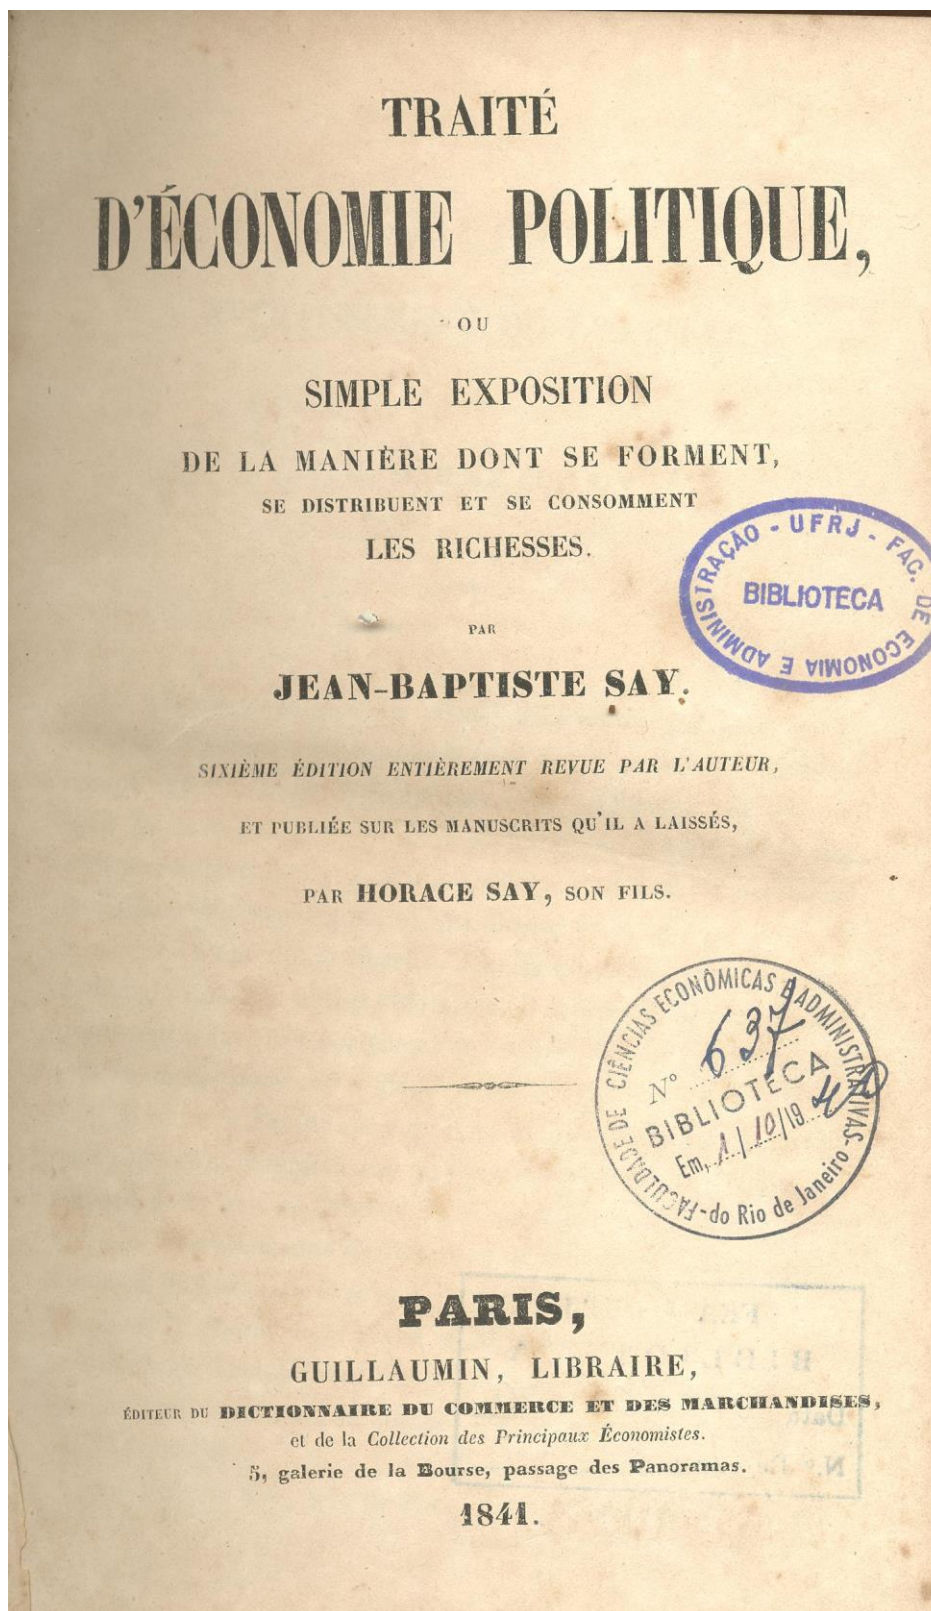 TRAITÉ
D'ÉCONOMIE POLITIQUE,
OU
SIMPLE EXPOSITION
DE LA MANIÈRE DONT SE FORMENT,
SE DISTRIBUENT ET SE CONSOMMENT
LES RICHESSES.
ADMINISTRAÇÃO - UFRJ - FAC. DE ECONOMIA E
BIBLIOTECA
PAR
JEAN-BAPTISTE SAY.
SIXIÈME ÉDITION ENTIÈREMENT REVUE PAR L'AUTEUR,
ET PUBLIÉE SUR LES MANUSCRITS QU'IL A LAISSÉS,
PAR HORACE SAY, SON FILS.
FACULDADE DE CIÊNCIAS ECONÔMICAS E ADMINISTRATIVAS
Nº 637
BIBLIOTECA
Em, 1/10/19
-do Rio de Janeiro-
PARIS,
GUILLAUMIN, LIBRAIRE,
ÉDITEUR DU DICTIONNAIRE DU COMMERCE ET DES MARCHANDISES,
et de la Collection des Principaux Économistes.
5, galerie de la Bourse, passage des Panoramas.
1841.